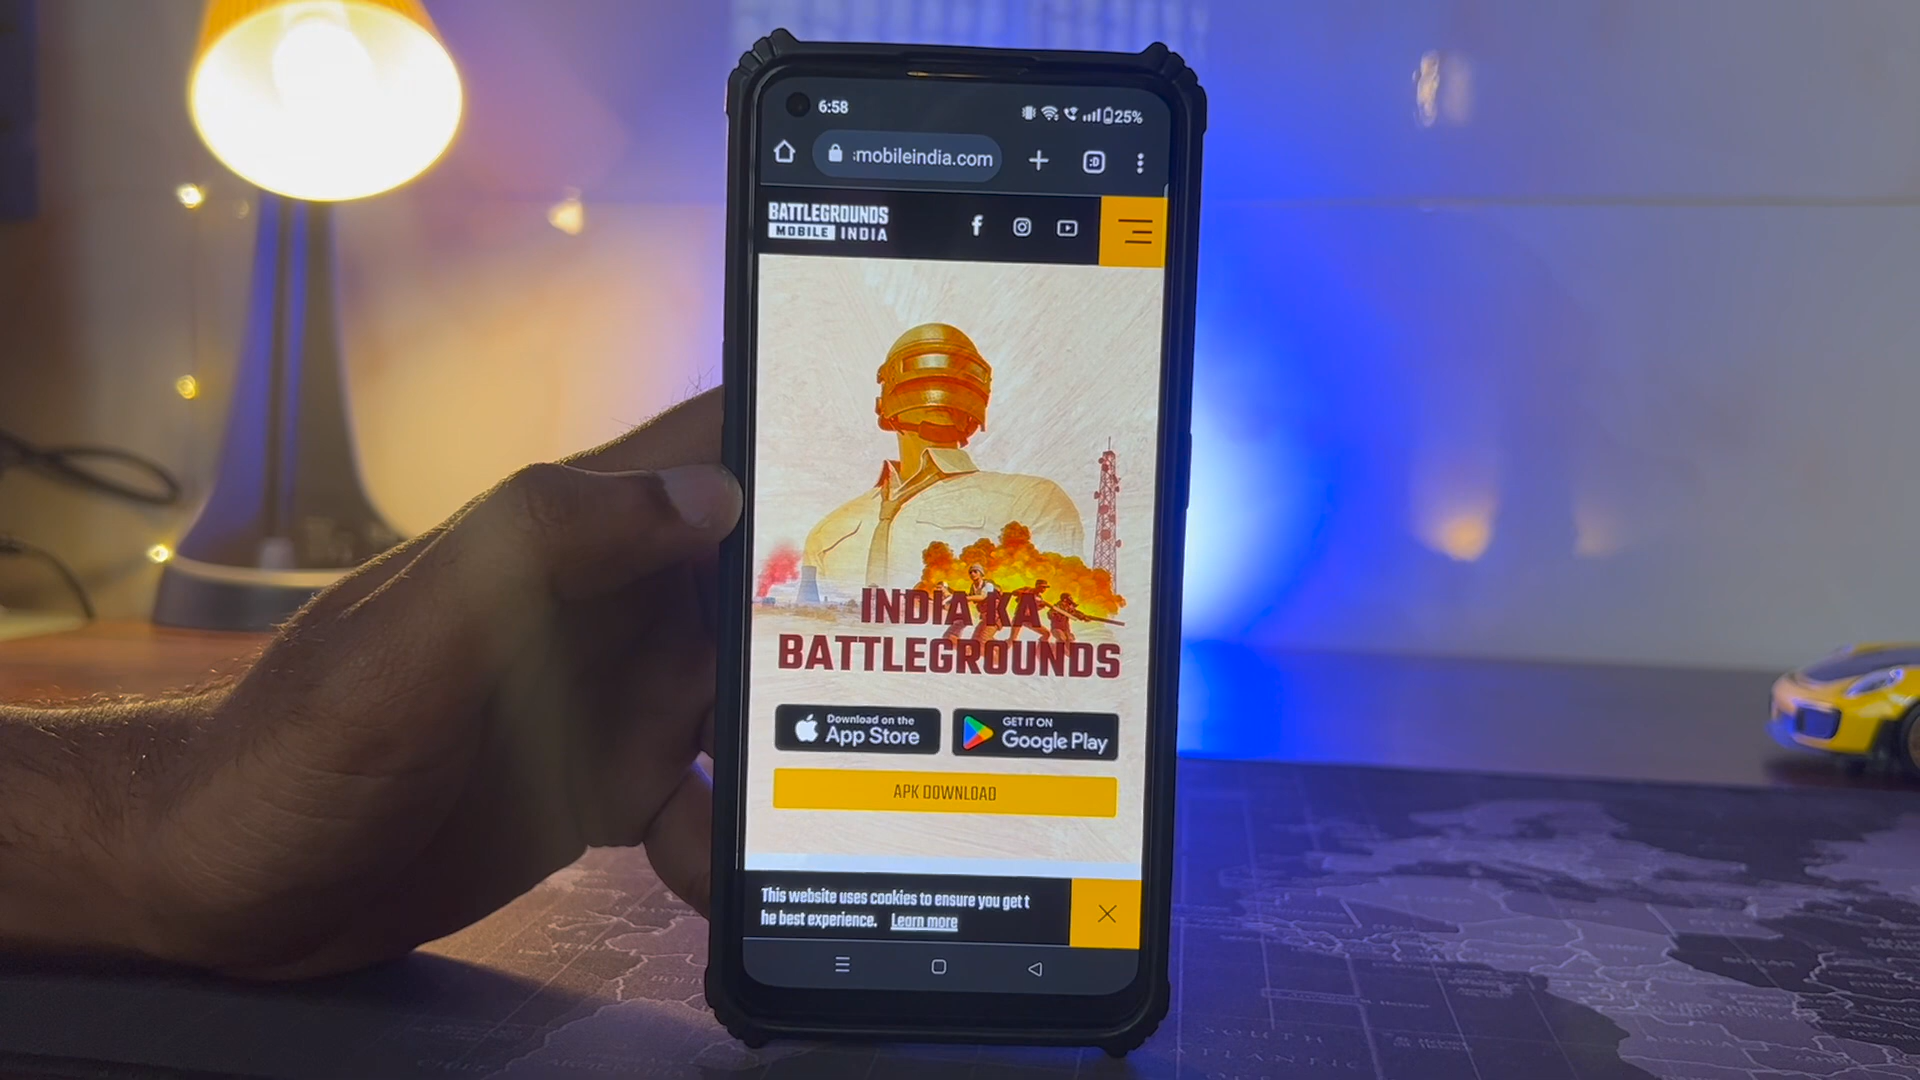 6:58
25%
:mobileindia.com
:D
BATTLEGROUNDS
MOBILE INDIA
INDIA KA
BATTLEGROUNDS
Download on the
App Store
GET IT ON
Google Play
APK DOWNLOAD
This website uses cookies to ensure you get t
he best experience. Learn more